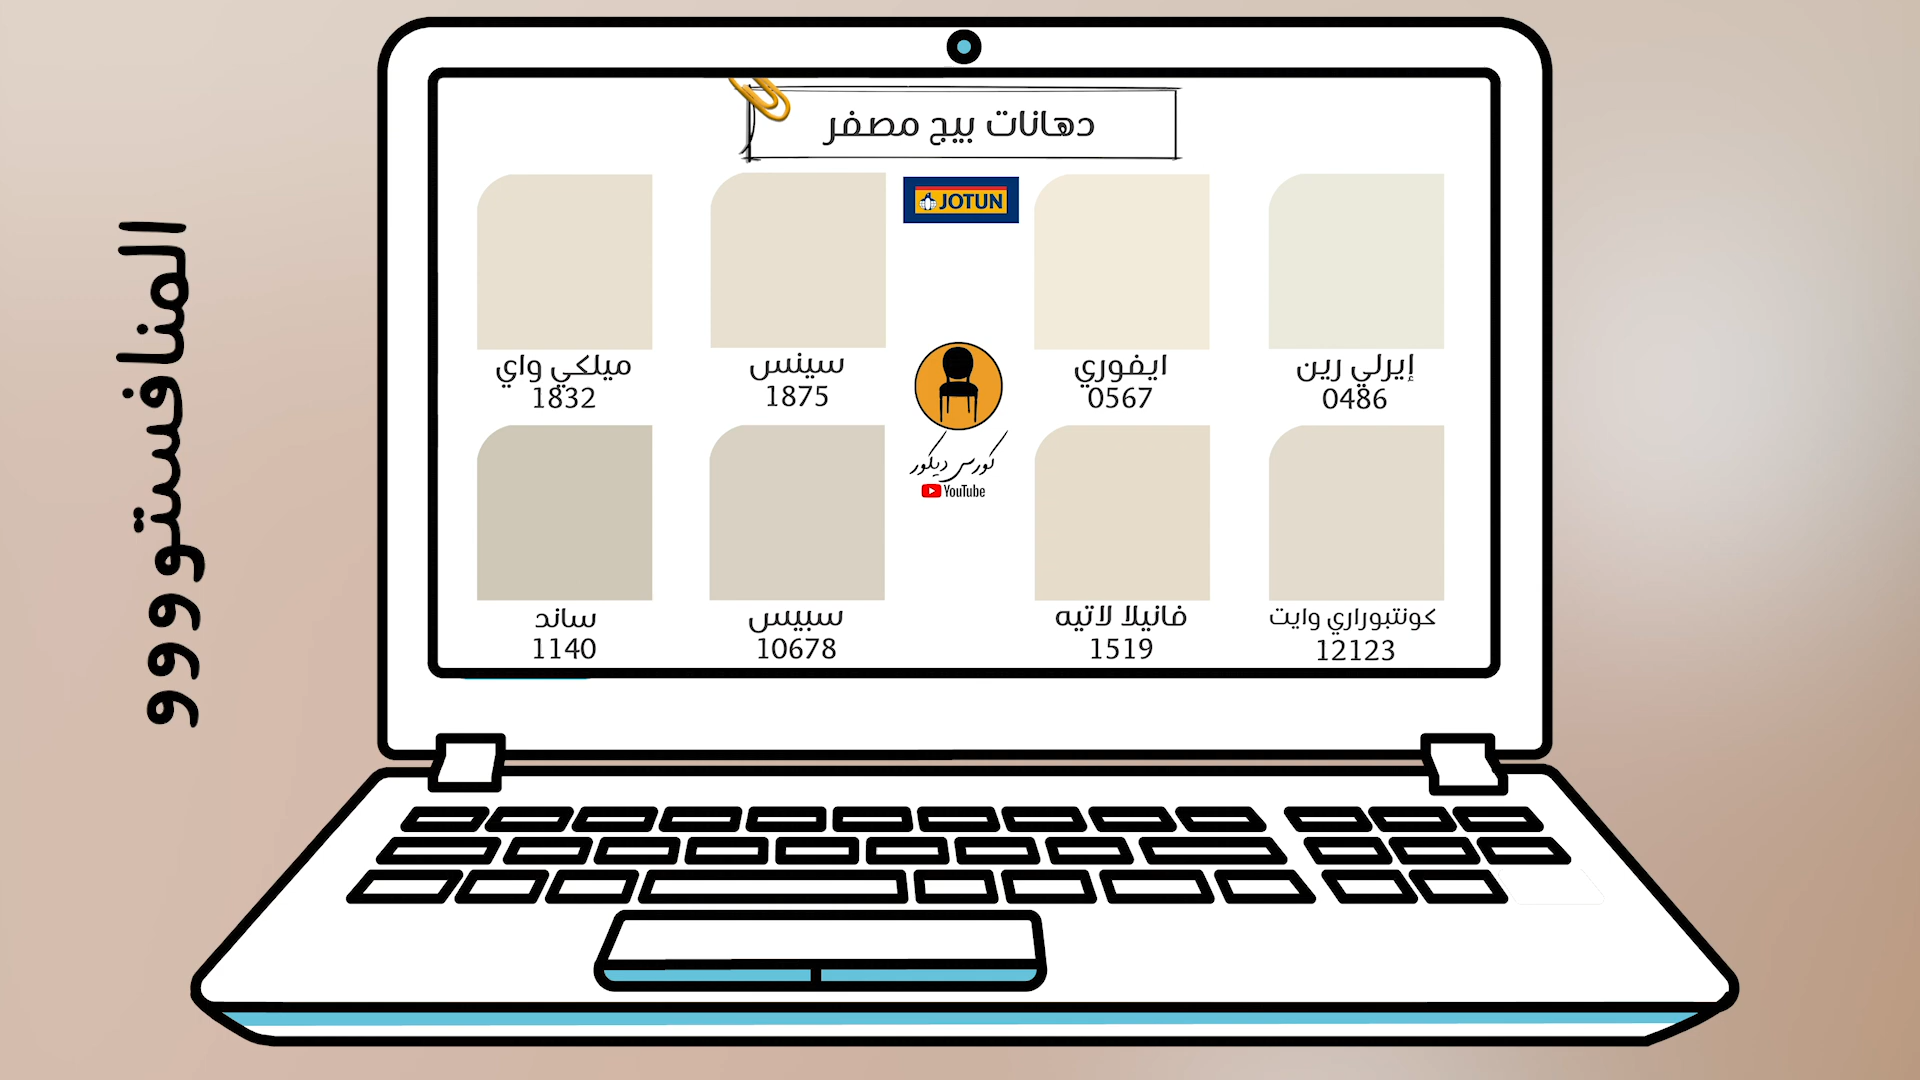 المنافستوووو
دهانات بيج مصفر
JOTUN
إيرلي رين
0486
ايفوري
0567
سينس
1875
ميلكي واي
1832
كورس ديكور
YouTube
كونتبوراري وايت
12123
فانيلا لاتيه
1519
سبيس
10678
ساند
1140